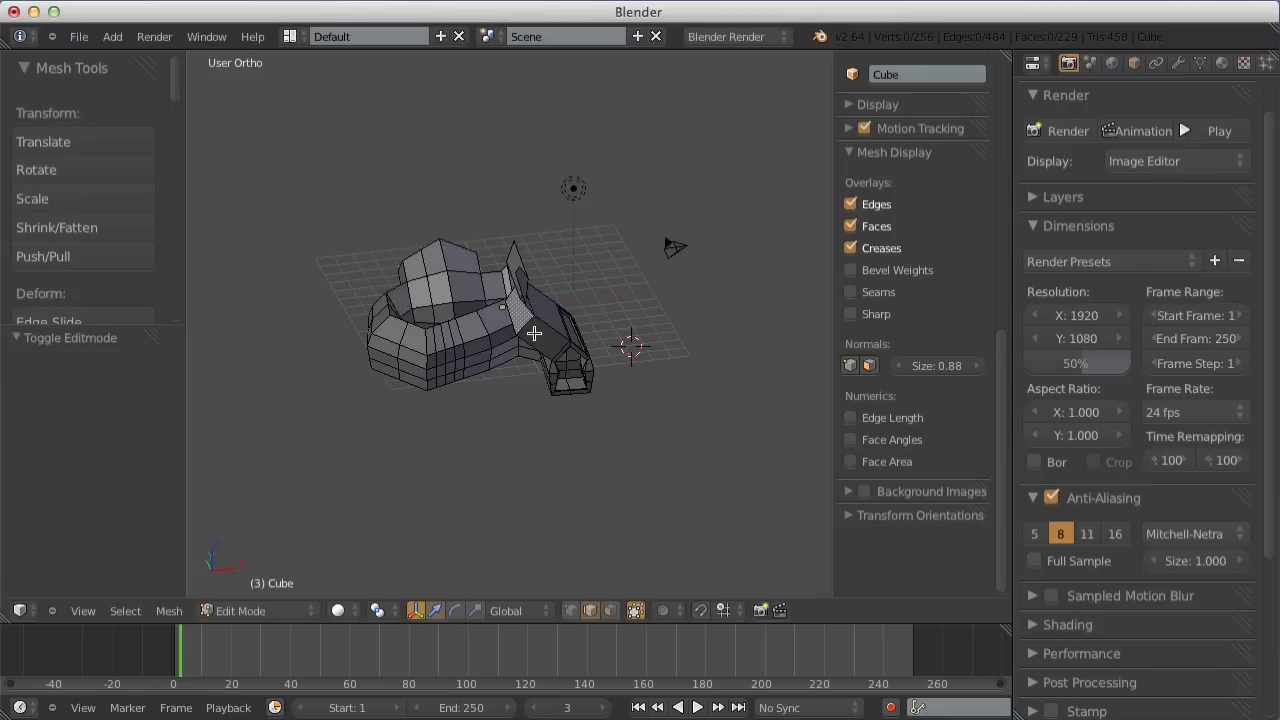 Blender
File Add Render Window Help Default Scene Blender Render v2.64 | Verts:0/256 | Edges:0/484 | Faces:0/229 | Tris:458 | Cube
Mesh Tools
Transform:
Translate
Rotate
Scale
Shrink/Fatten
Push/Pull
Deform:
Edge Slide
Toggle Editmode
User Ortho
(3) Cube
View Select Mesh Edit Mode Global
Cube
Display
Motion Tracking
Mesh Display
Overlays:
Edges
Faces
Creases
Bevel Weights
Seams
Sharp
Normals:
Size: 0.88
Numerics:
Edge Length
Face Angles
Face Area
Background Images
Transform Orientations
Render
Render Animation Play
Display: Image Editor
Layers
Dimensions
Render Presets
Resolution: Frame Range:
X: 1920 Start Frame: 1
Y: 1080 End Fram: 250
50% Frame Step: 1
Aspect Ratio: Frame Rate:
X: 1.000 24 fps
Y: 1.000 Time Remapping:
Bor Crop 100 100
Anti-Aliasing
5 8 11 16 Mitchell-Netra
Full Sample Size: 1.000
Sampled Motion Blur
Shading
Performance
Post Processing
Stamp
-40 -20 0 20 40 60 80 100 120 140 160 180 200 220 240 260
View Marker Frame Playback Start: 1 End: 250 3 No Sync